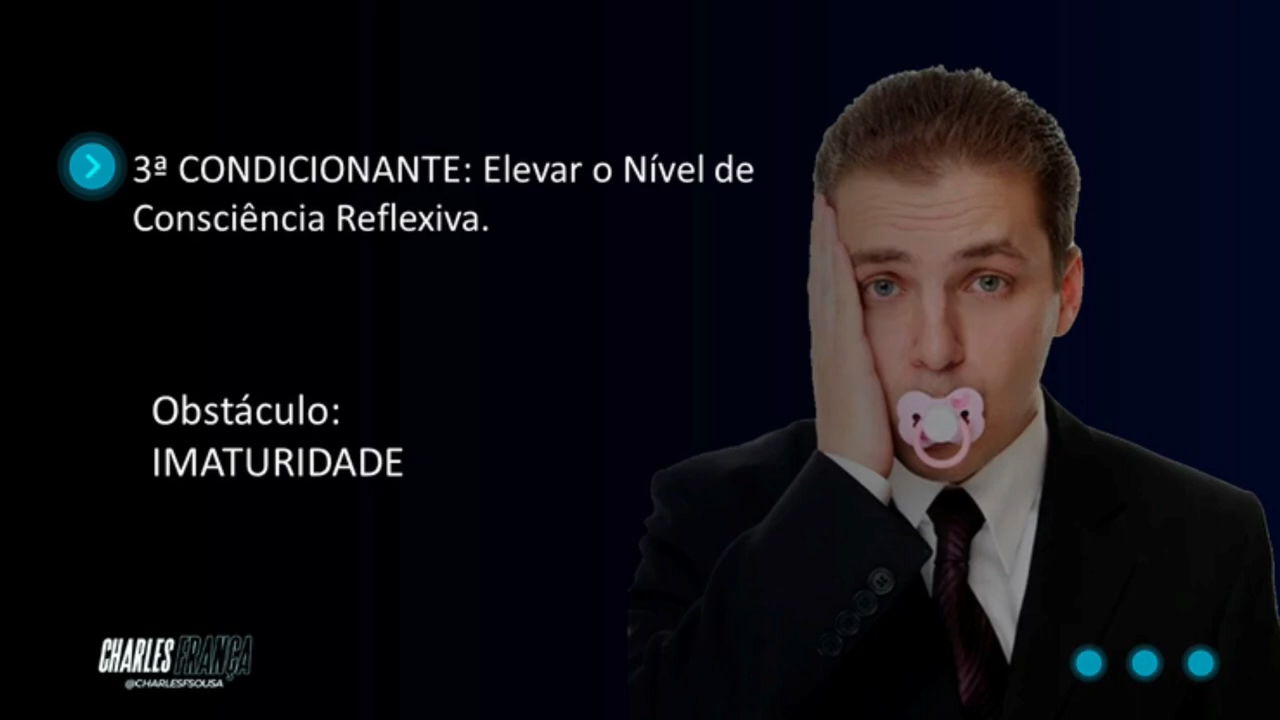 3ª CONDICIONANTE: Elevar o Nível de
Consciência Reflexiva.
Obstáculo:
IMATURIDADE
CHARLES FRANÇA
@CHARLESFSOUSA